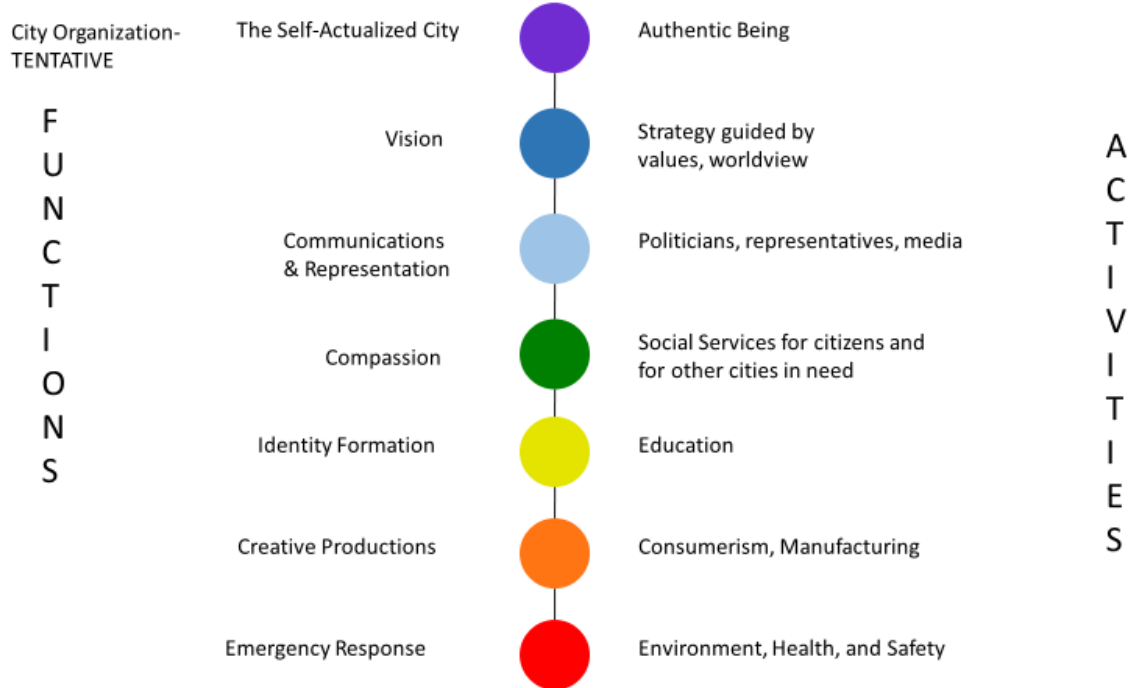 City Organization-
TENTATIVE
FUNCTIONS
The Self-Actualized City
Authentic Being
Vision
Strategy guided by
values, worldview
Communications
& Representation
Politicians, representatives, media
Compassion
Social Services for citizens and
for other cities in need
Identity Formation
Education
Creative Productions
Consumerism, Manufacturing
Emergency Response
Environment, Health, and Safety
ACTIVITIES